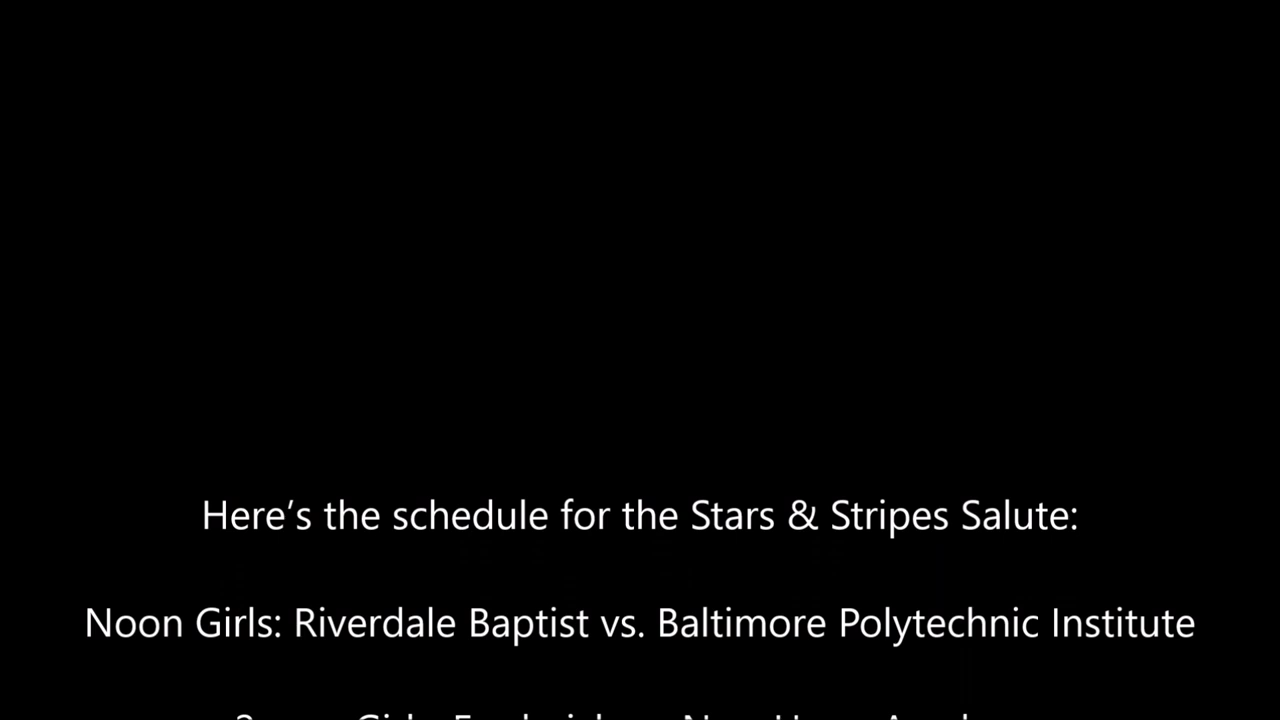 Here’s the schedule for the Stars & Stripes Salute:
Noon Girls: Riverdale Baptist vs. Baltimore Polytechnic Institute